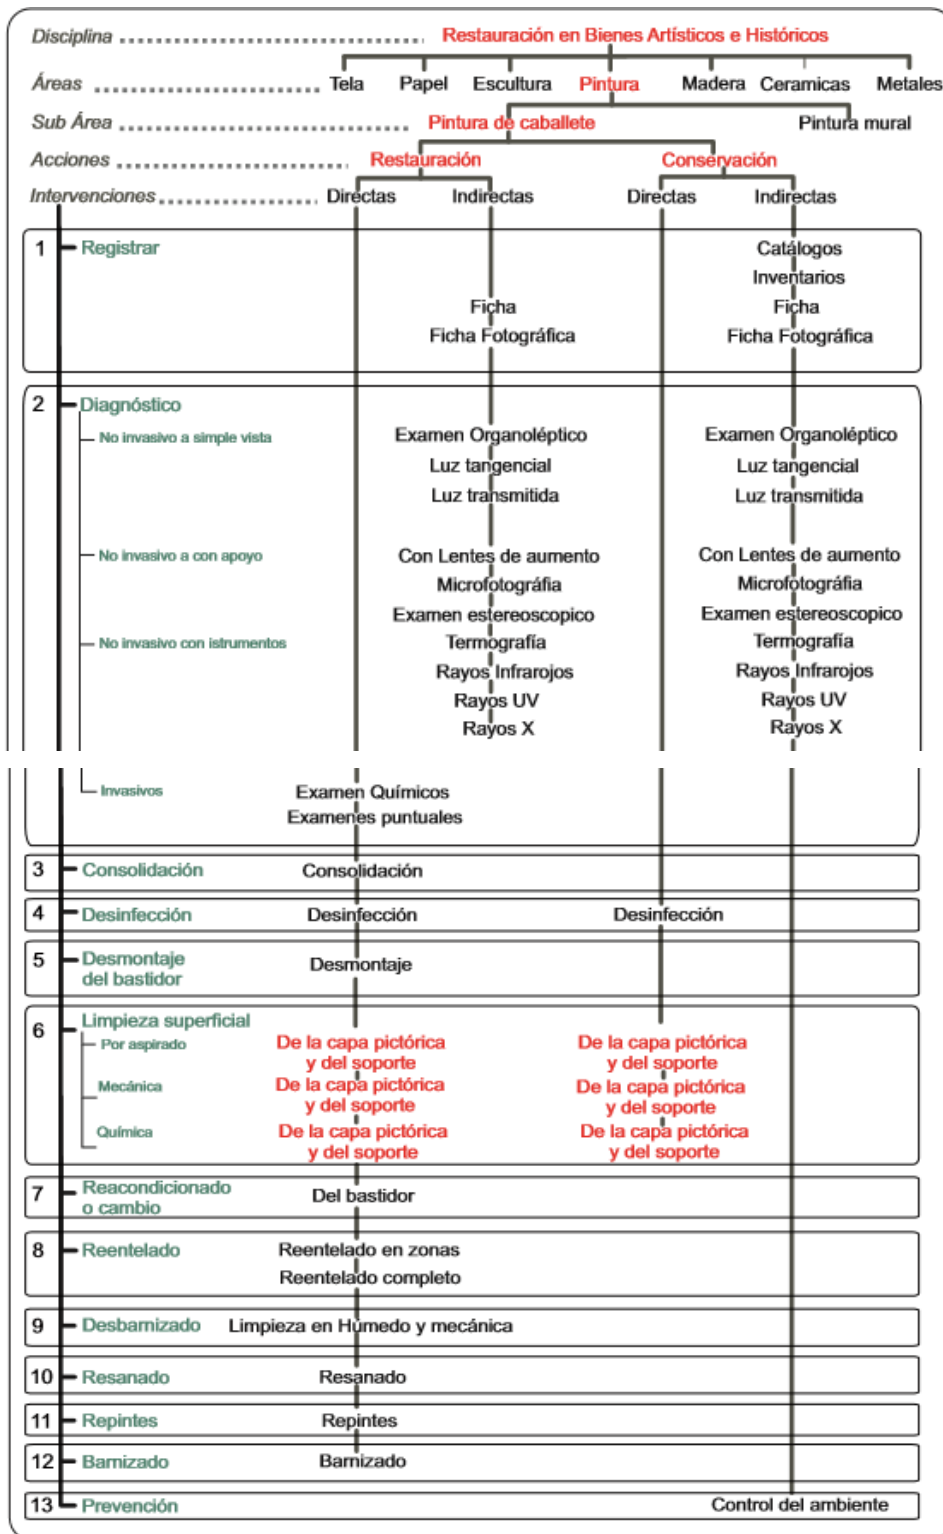 Disciplina Restauración en Bienes Artísticos e Históricos
Áreas Tela Papel Escultura Pintura Madera Ceramicas Metales
Sub Área Pintura de caballete Pintura mural
Acciones Restauración Conservación
Intervenciones Directas Indirectas Directas Indirectas
1 Registrar Catálogos
Inventarios
Ficha Ficha
Ficha Fotográfica Ficha Fotográfica
2 Diagnóstico
No invasivo a simple vista Examen Organoléptico Examen Organoléptico
Luz tangencial Luz tangencial
Luz transmitida Luz transmitida
No invasivo a con apoyo Con Lentes de aumento Con Lentes de aumento
Microfotográfia Microfotográfia
Examen estereoscopico Examen estereoscopico
No invasivo con istrumentos Termografía Termografía
Rayos Infrarojos Rayos Infrarojos
Rayos UV Rayos UV
Rayos X Rayos X
Invasivos Examen Químicos
Examenes puntuales
3 Consolidación Consolidación
4 Desinfección Desinfección Desinfección
5 Desmontaje Desmontaje
del bastidor
6 Limpieza superficial
Por aspirado De la capa pictórica De la capa pictórica
y del soporte y del soporte
Mecánica De la capa pictórica De la capa pictórica
y del soporte y del soporte
Química De la capa pictórica De la capa pictórica
y del soporte y del soporte
7 Reacondicionado Del bastidor
o cambio
8 Reentelado Reentelado en zonas
Reentelado completo
9 Desbarnizado Limpieza en Húmedo y mecánica
10 Resanado Resanado
11 Repintes Repintes
12 Barnizado Barnizado
13 Prevención Control del ambiente